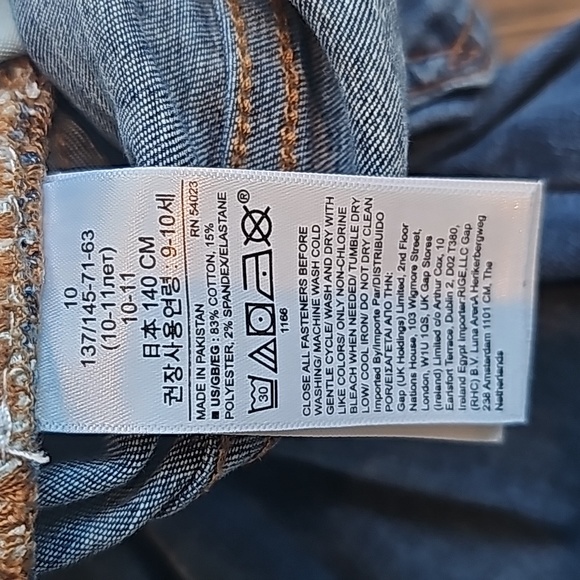 10
137/145-71-63
(10-11лет)
10-11
日本 140 CM
권장사용연령 : 9-10세
RN 54023
MADE IN PAKISTAN
■ US/GB/EG : 83% COTTON, 15%
POLYESTER, 2% SPANDEX/ELASTANE
30
1166
CLOSE ALL FASTENERS BEFORE
WASHING/ MACHINE WASH COLD
GENTLE CYCLE/ WASH AND DRY WITH
LIKE COLORS/ ONLY NON-CHLORINE
BLEACH WHEN NEEDED/ TUMBLE DRY
LOW/ COOL IRON/ DO NOT DRY CLEAN
Imported By/Importe Par/DISTRIBUIDO
POR/ΕΙΣΑΓΕΤΑΙ ΑΠΟ ΤΗΝ:
Gap (UK Holdings) Limited, 2nd Floor
Nations House, 103 Wigmore Street,
London, W1U 1QS, UK Gap Stores
(Ireland) Limited c/o Arthur Cox, 10
Earlsfort Terrace, Dublin 2, D02 T380,
Ireland Egypt Importer: PUE LLC Gap
(RHC) B.V. Luna ArenA Herikerbergweg
238 Amsterdam 1101 CM, The
Netherlands